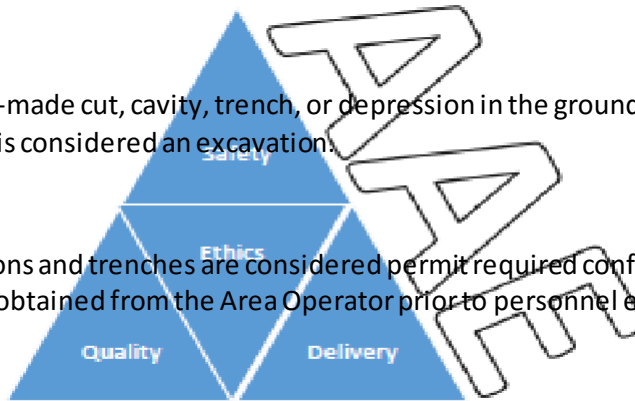 -made cut, cavity, trench, or depression in the ground
is considered an excavation.
Safety
Ethics
ons and trenches are considered permit required conf
obtained from the Area Operator prior to personnel e
Quality
Delivery
AAE